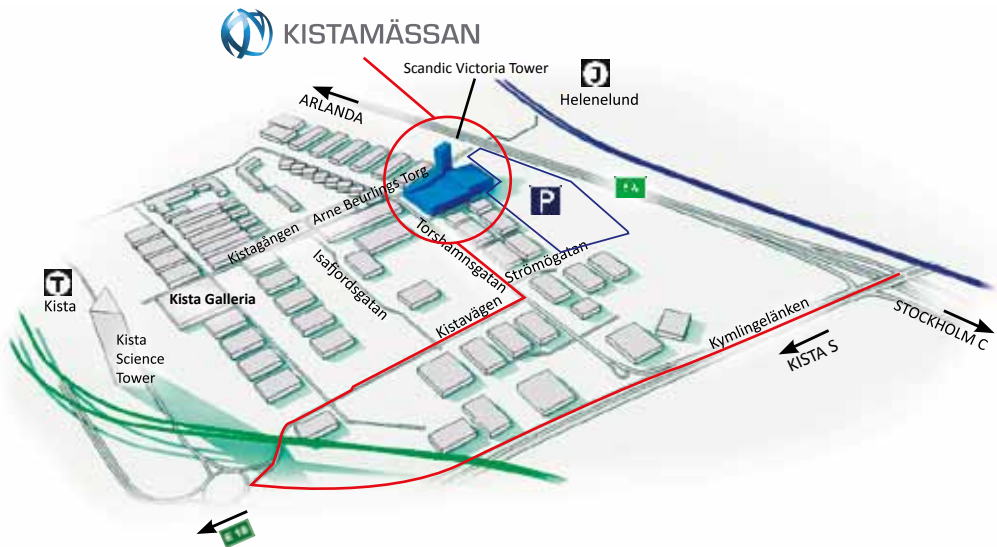 KISTAMÄSSAN
Scandic Victoria Tower
J
Helenelund
ARLANDA
Arne Beurlings Torg
P
Kistagången
Torshamnsgatan
Strömögatan
Isafjordsgatan
T
Kista
Kista Galleria
Kistavägen
Kymlingelänken
STOCKHOLM C
KISTA S
Kista
Science
Tower
E 18